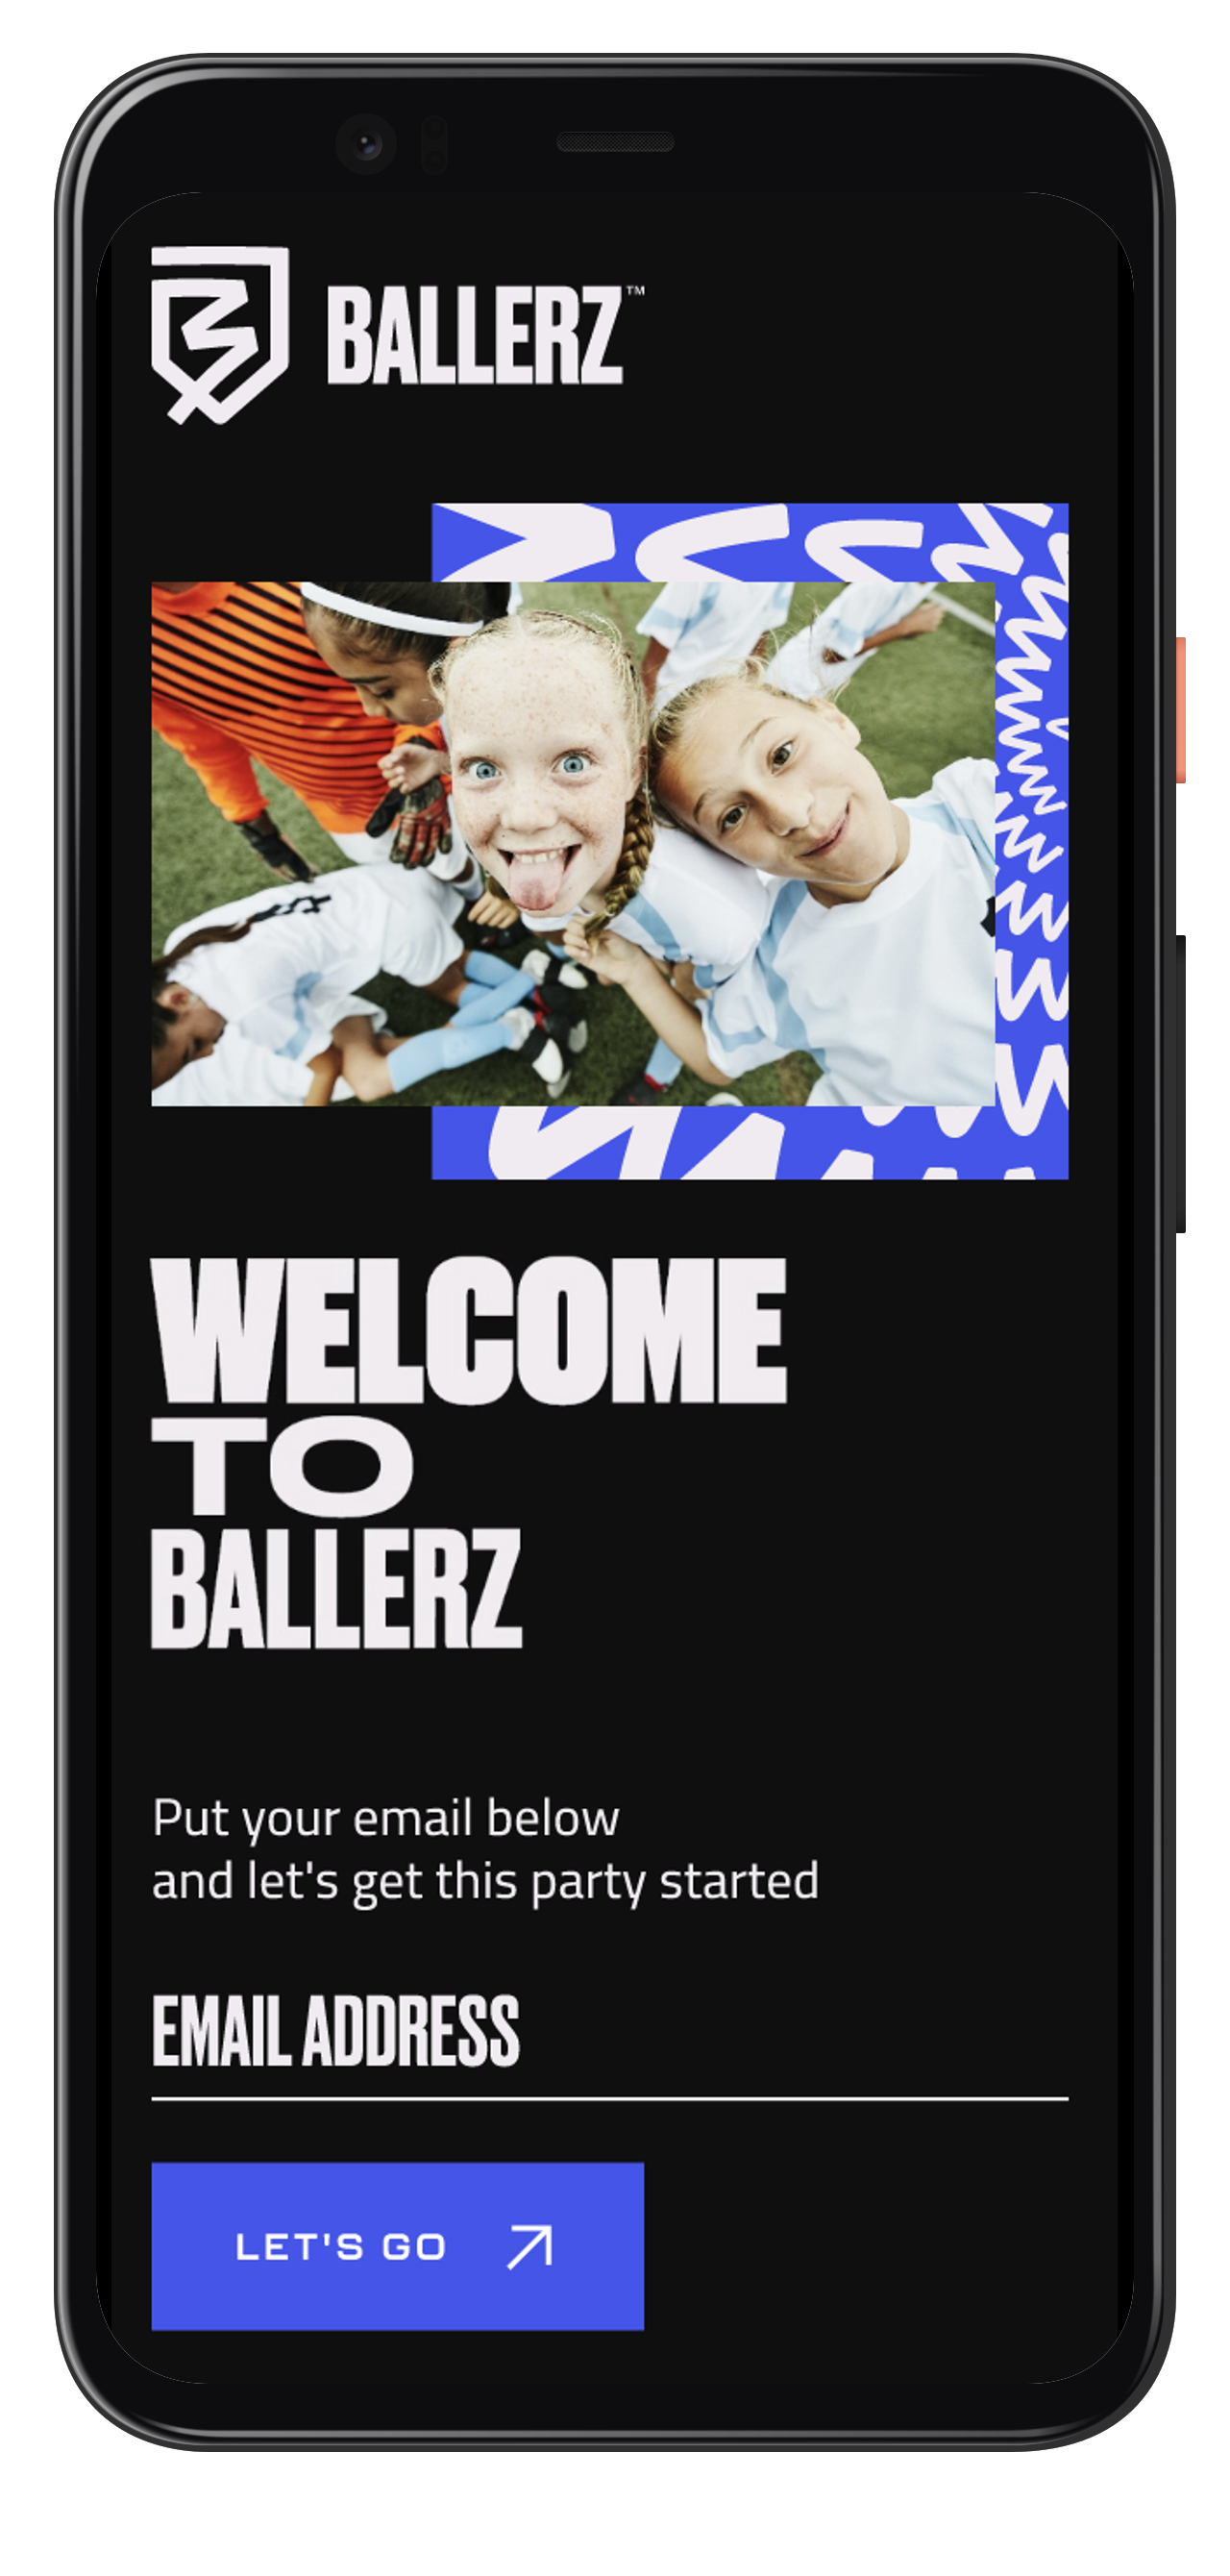 BALLERZ™
WELCOME
TO
BALLERZ
Put your email below
and let's get this party started
EMAIL ADDRESS
LET'S GO